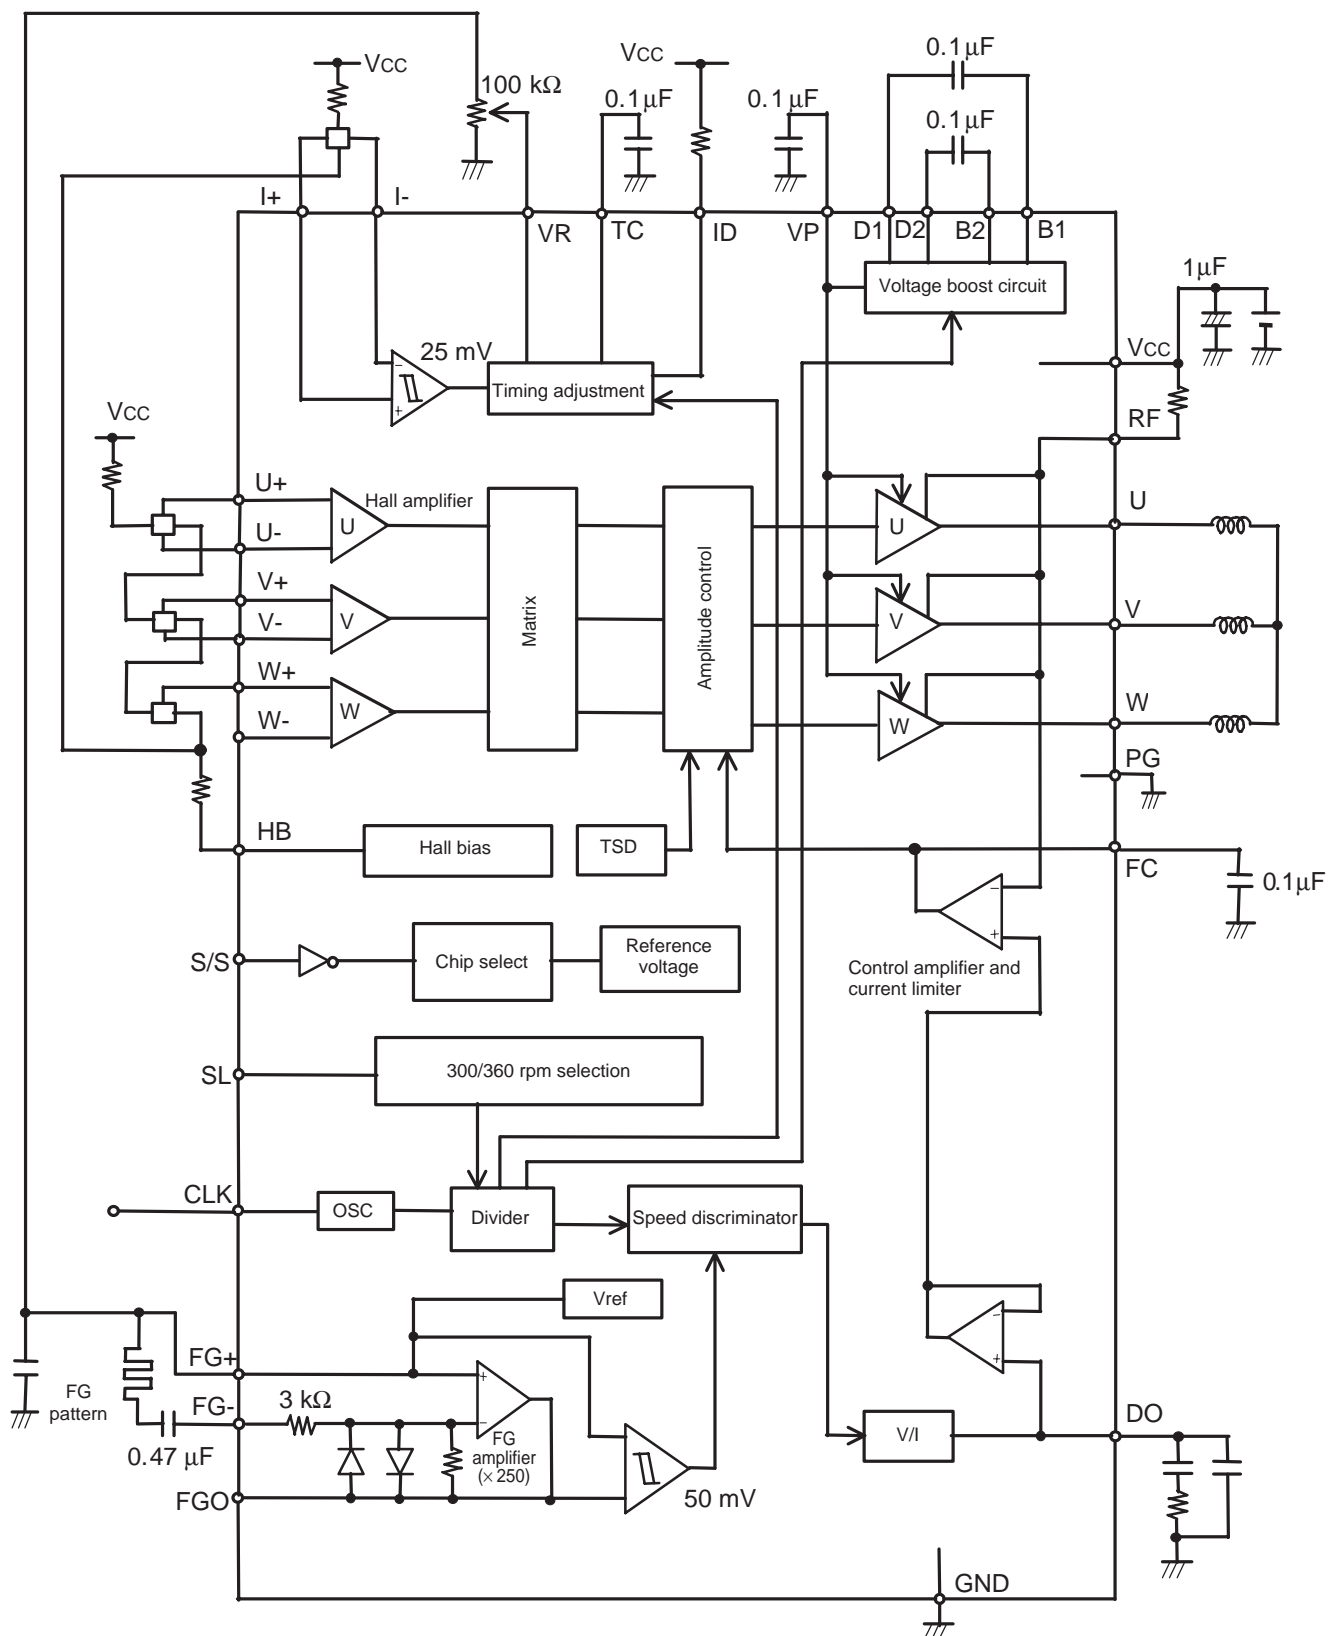 0.1µF
VCC
VCC
100 kΩ
0.1µF
0.1µF
0.1µF
I+
I-
VR
TC
ID
VP
D1
D2
B2
B1
1µF
Voltage boost circuit
25 mV
VCC
Timing adjustment
VCC
RF
U+
Hall amplifier
U
U
U
U-
V+
Matrix
Amplitude control
V
V
V
V-
W+
W
W
W
W-
PG
HB
Hall bias
TSD
FC
0.1µF
−
+
S/S
Chip select
Reference
voltage
Control amplifier and
current limiter
SL
300/360 rpm selection
CLK
OSC
Divider
Speed discriminator
Vref
−
+
FG+
FG
pattern
FG-
3 kΩ
+
−
FG
amplifier
(×250)
DO
V/I
0.47 µF
FGO
50 mV
GND
−
+